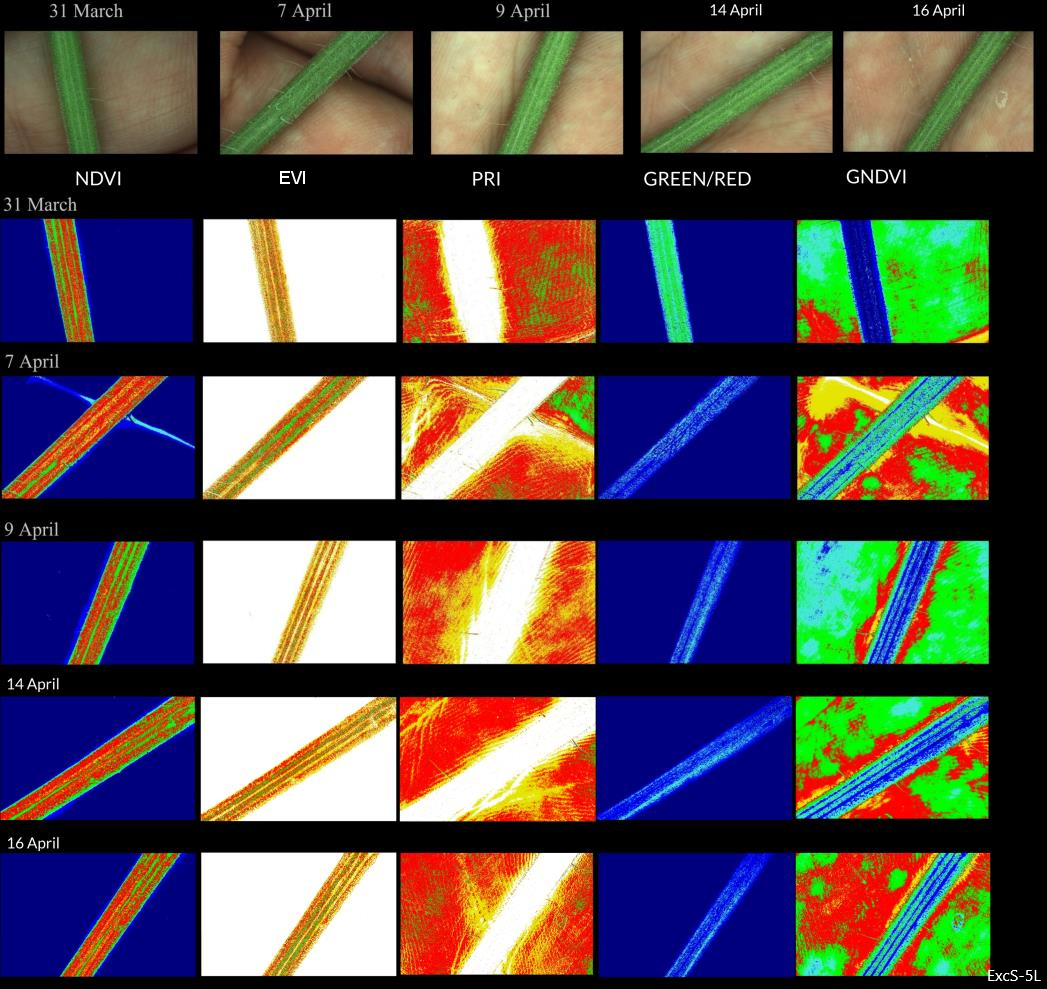 31 March 7 April 9 April 14 April 16 April
NDVI EVI PRI GREEN/RED GNDVI
31 March
7 April
9 April
14 April
16 April
ExcS-5L